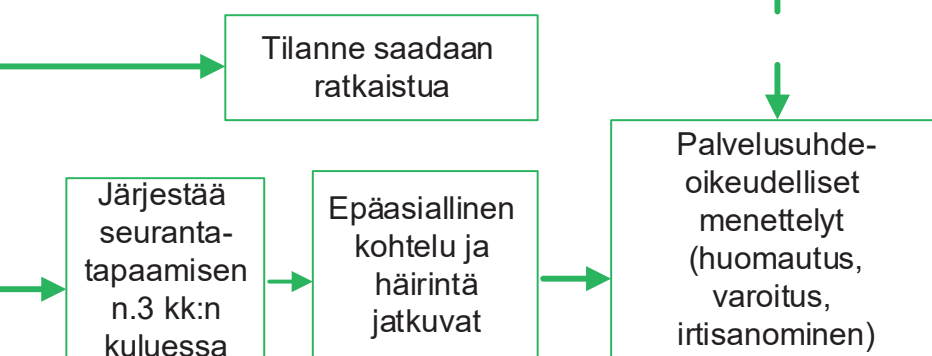 Tilanne saadaan
ratkaistua
Järjestää
seuranta-
tapaamisen
n.3 kk:n
kuluessa
Epäasiallinen
kohtelu ja
häirintä
jatkuvat
Palvelusuhde-
oikeudelliset
menettelyt
(huomautus,
varoitus,
irtisanominen)